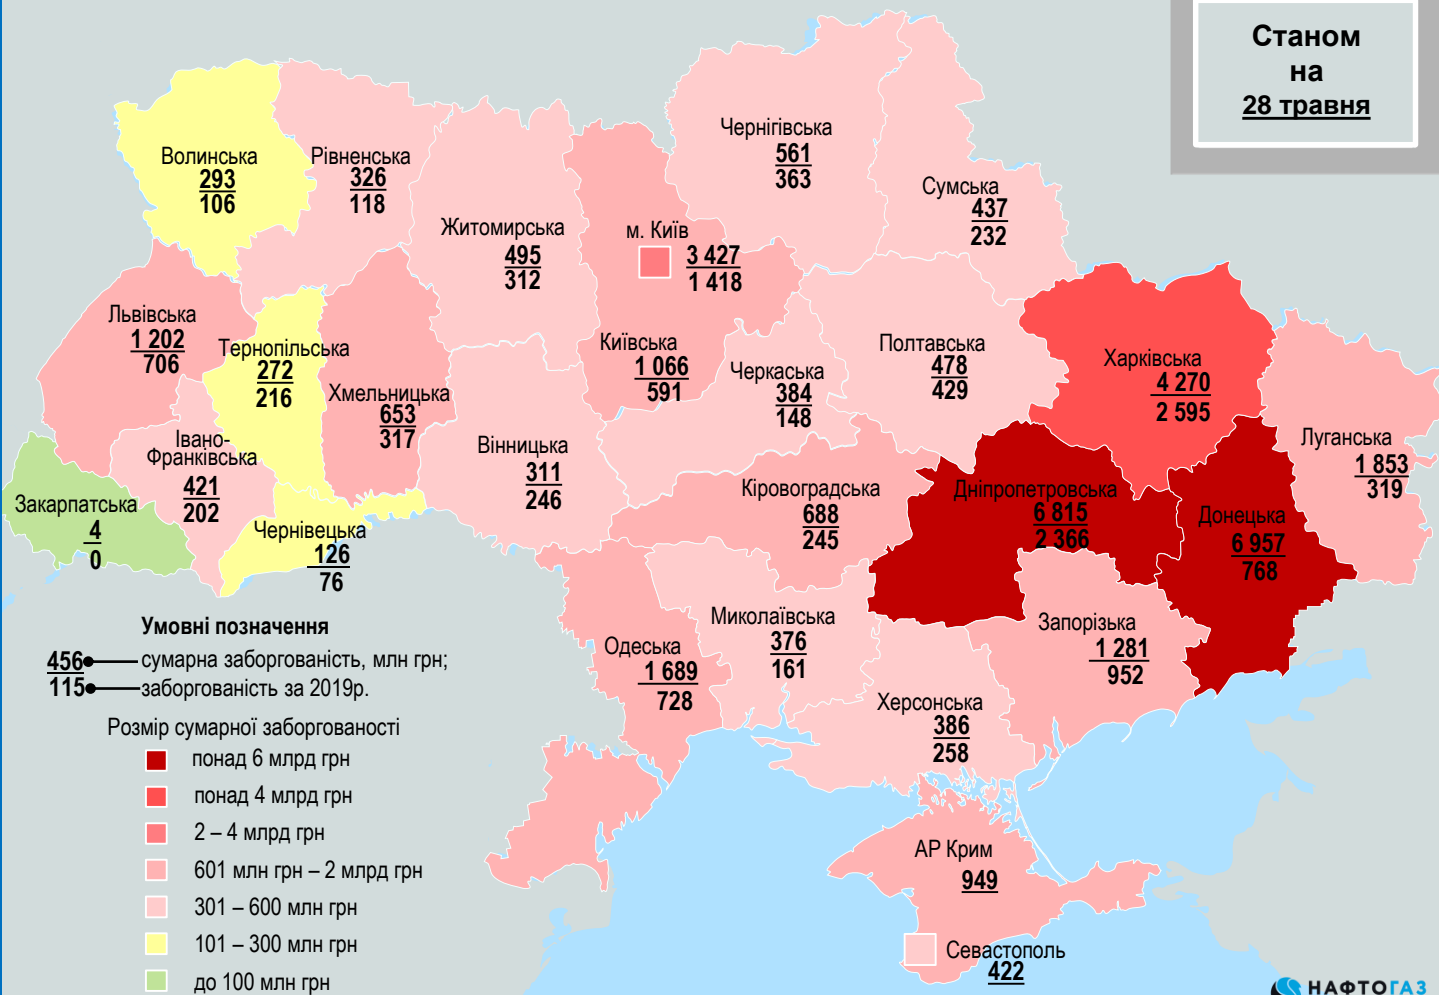 Станом
на
28 травня
Чернігівська
561
363
Волинська
293
106
Рівненська
326
118
Сумська
437
232
Житомирська
495
312
м. Київ
3 427
1 418
Львівська
1 202
706
Тернопільська
272
216
Хмельницька
653
317
Київська
1 066
591
Черкаська
384
148
Полтавська
478
429
Харківська
4 270
2 595
Луганська
1 853
319
Івано-
Франківська
421
202
Вінницька
311
246
Закарпатська
4
0
Чернівецька
126
76
Кіровоградська
688
245
Дніпропетровська
6 815
2 366
Донецька
6 957
768
Миколаївська
376
161
Запорізька
1 281
952
Одеська
1 689
728
Херсонська
386
258
АР Крим
949
Севастополь
422
Умовні позначення
456 сумарна заборгованість, млн грн;
115 заборгованість за 2019р.
Розмір сумарної заборгованості
понад 6 млрд грн
понад 4 млрд грн
2 – 4 млрд грн
601 млн грн – 2 млрд грн
301 – 600 млн грн
101 – 300 млн грн
до 100 млн грн
НАФТОГАЗ